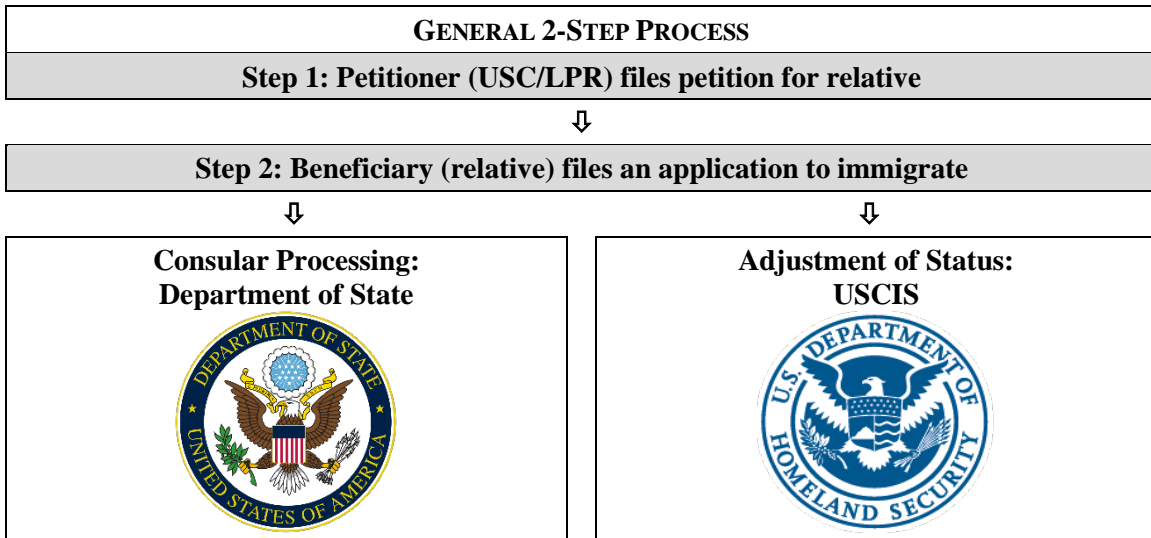 GENERAL 2-STEP PROCESS
Step 1: Petitioner (USC/LPR) files petition for relative
Step 2: Beneficiary (relative) files an application to immigrate
Consular Processing:
Department of State
DEPARTMENT OF STATE
UNITED STATES OF AMERICA
Adjustment of Status:
USCIS
U.S. DEPARTMENT OF
HOMELAND SECURITY